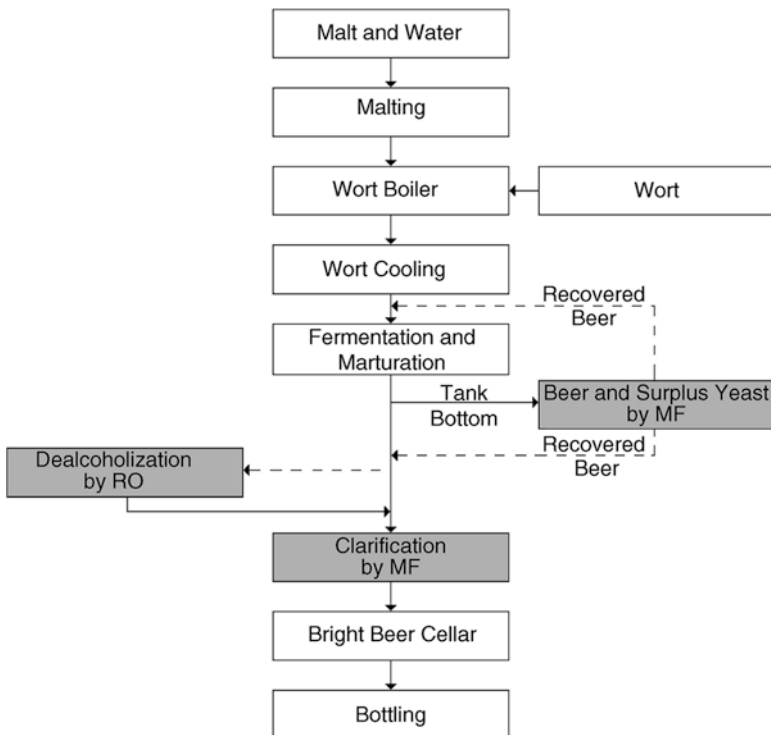 Malt and Water
Malting
Wort Boiler
Wort
Wort Cooling
Recovered
Beer
Fermentation and
Marturation
Tank
Bottom
Beer and Surplus Yeast
by MF
Recovered
Beer
Dealcoholization
by RO
Clarification
by MF
Bright Beer Cellar
Bottling